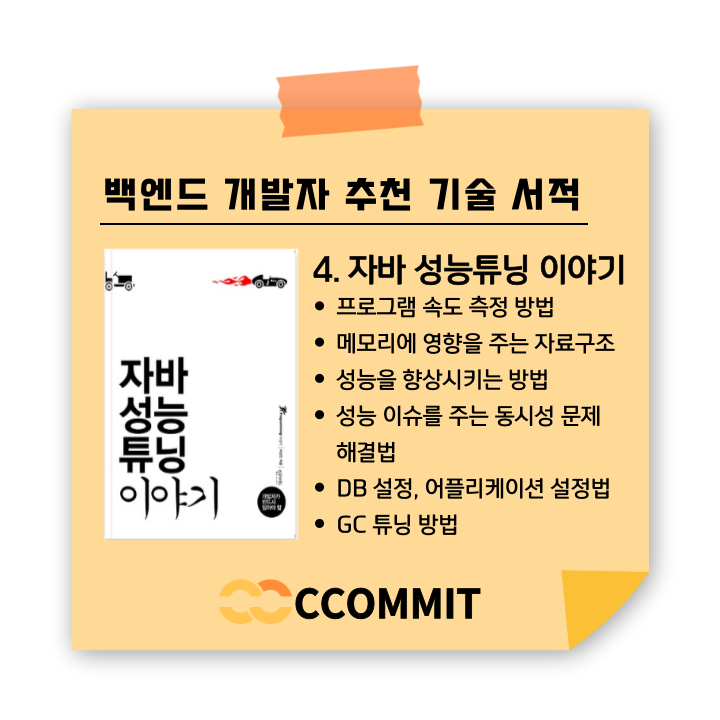 백엔드 개발자 추천 기술 서적
4. 자바 성능튜닝 이야기
• 프로그램 속도 측정 방법
• 메모리에 영향을 주는 자료구조
• 성능을 향상시키는 방법
• 성능 이슈를 주는 동시성 문제
해결법
• DB 설정, 어플리케이션 설정법
• GC 튜닝 방법
자바
성능
튜닝
이야기
개발자가
반드시
알아야 할
CCOMMIT